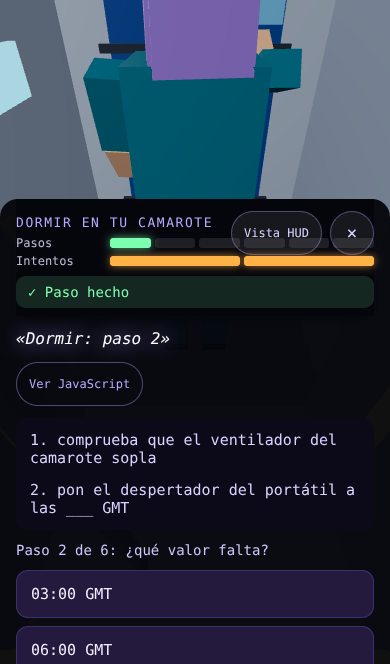 DORMIR EN TU CAMAROTE
Vista HUD
×
Pasos
Intentos
✓ Paso hecho
«Dormir: paso 2»
Ver JavaScript
1. comprueba que el ventilador del
camarote sopla
2. pon el despertador del portátil a
las ___ GMT
Paso 2 de 6: ¿qué valor falta?
03:00 GMT
06:00 GMT